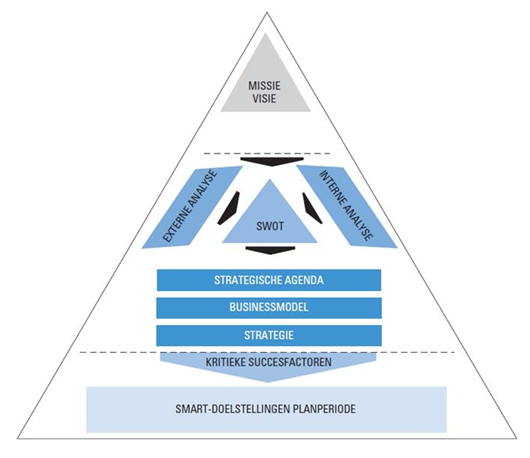 MISSIE
VISIE
EXTERNE ANALYSE
INTERNE ANALYSE
SWOT
STRATEGISCHE AGENDA
BUSINESSMODEL
STRATEGIE
KRITIEKE SUCCESFACTOREN
SMART-DOELSTELLINGEN PLANPERIODE